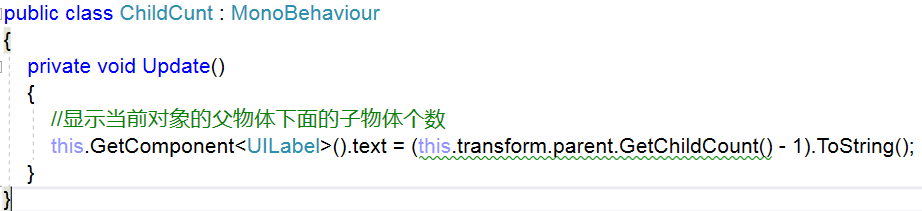 public class ChildCunt : MonoBehaviour
{
private void Update()
{
//显示当前对象的父物体下面的子物体个数
this.GetComponent<UILabel>().text = (this.transform.parent.GetChildCount() - 1).ToString();
}
}